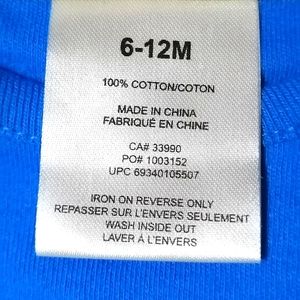 6-12M
100% COTTON/COTON
MADE IN CHINA
FABRIQUÉ EN CHINE
CA# 33990
PO# 1003152
UPC 69340105507
IRON ON REVERSE ONLY
REPASSER SUR L'ENVERS SEULEMENT
WASH INSIDE OUT
LAVER À L'ENVERS